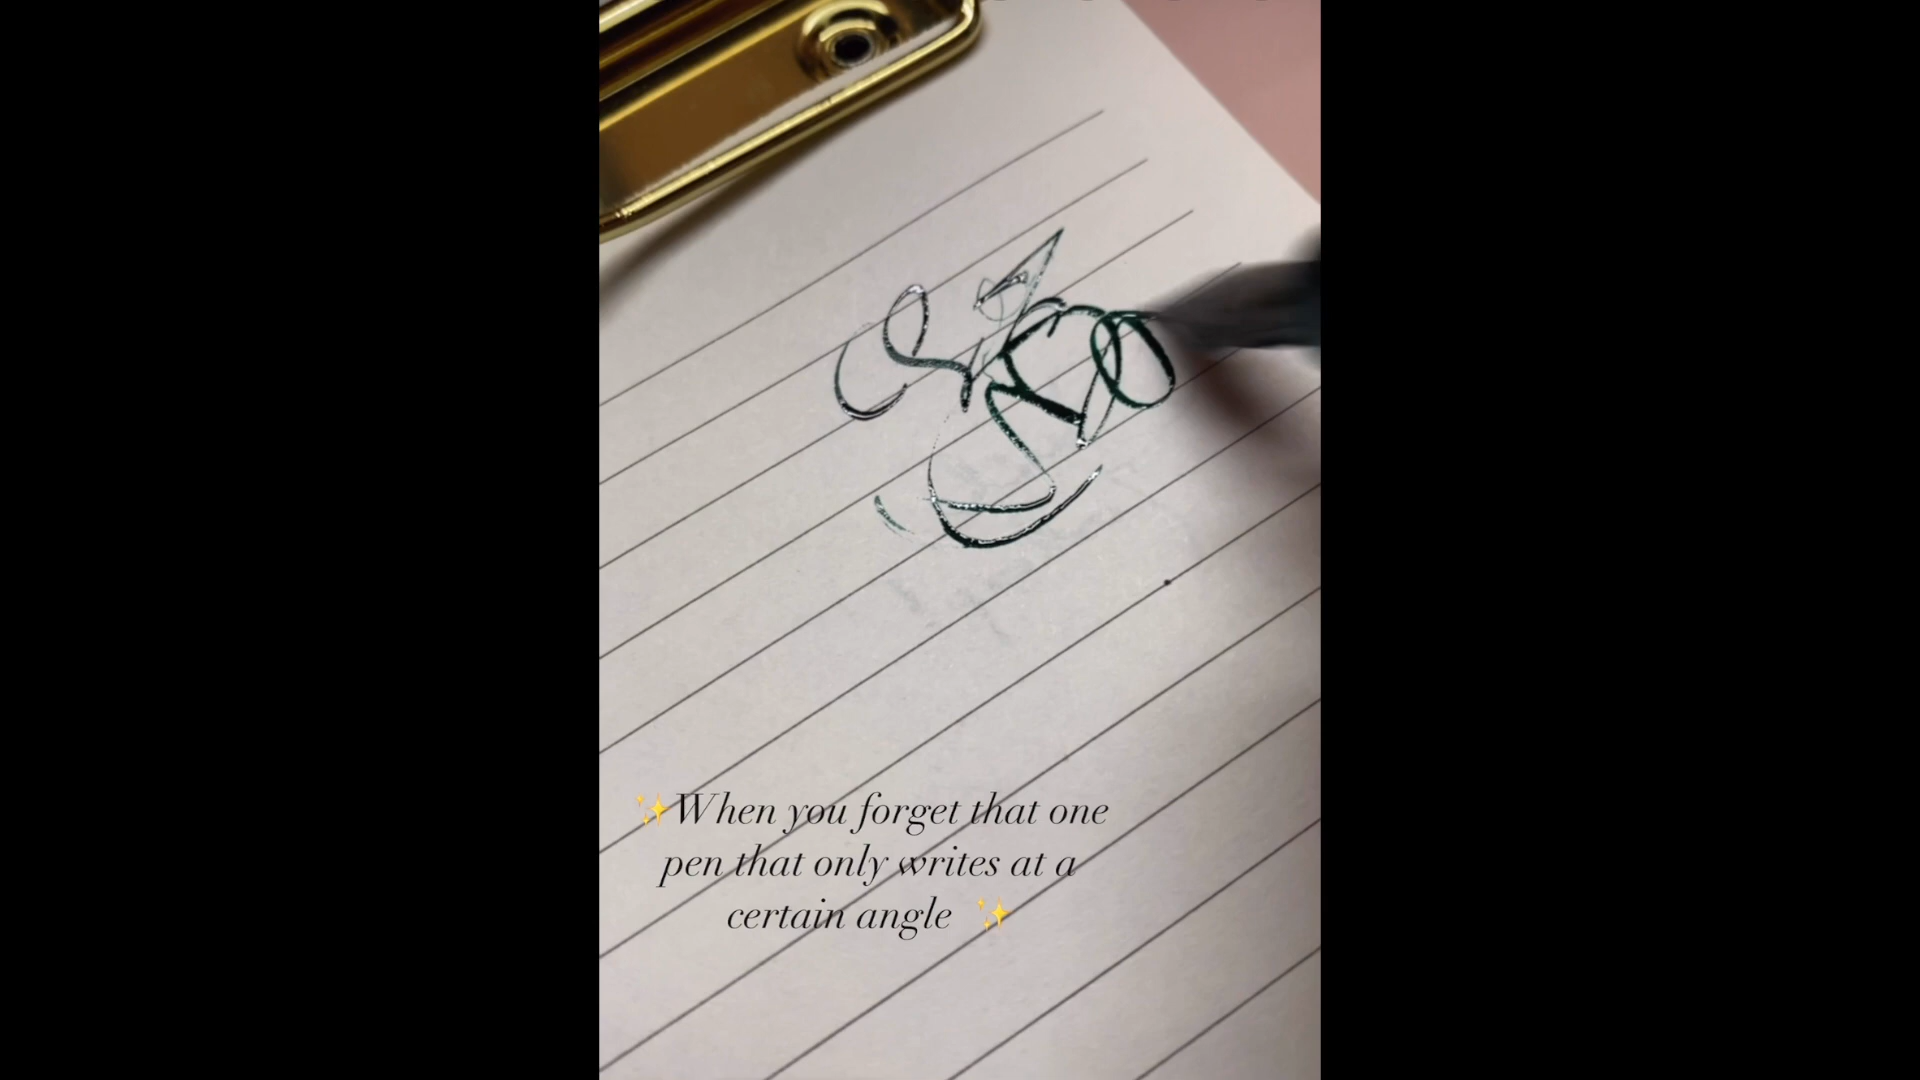 ✨When you forget that one
pen that only writes at a
certain angle ✨